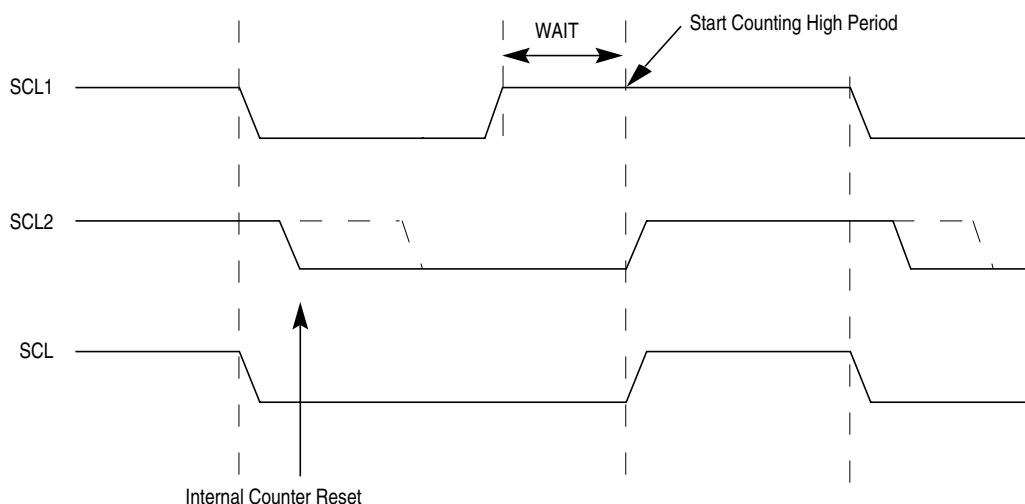 WAIT
Start Counting High Period
SCL1
SCL2
SCL
Internal Counter Reset